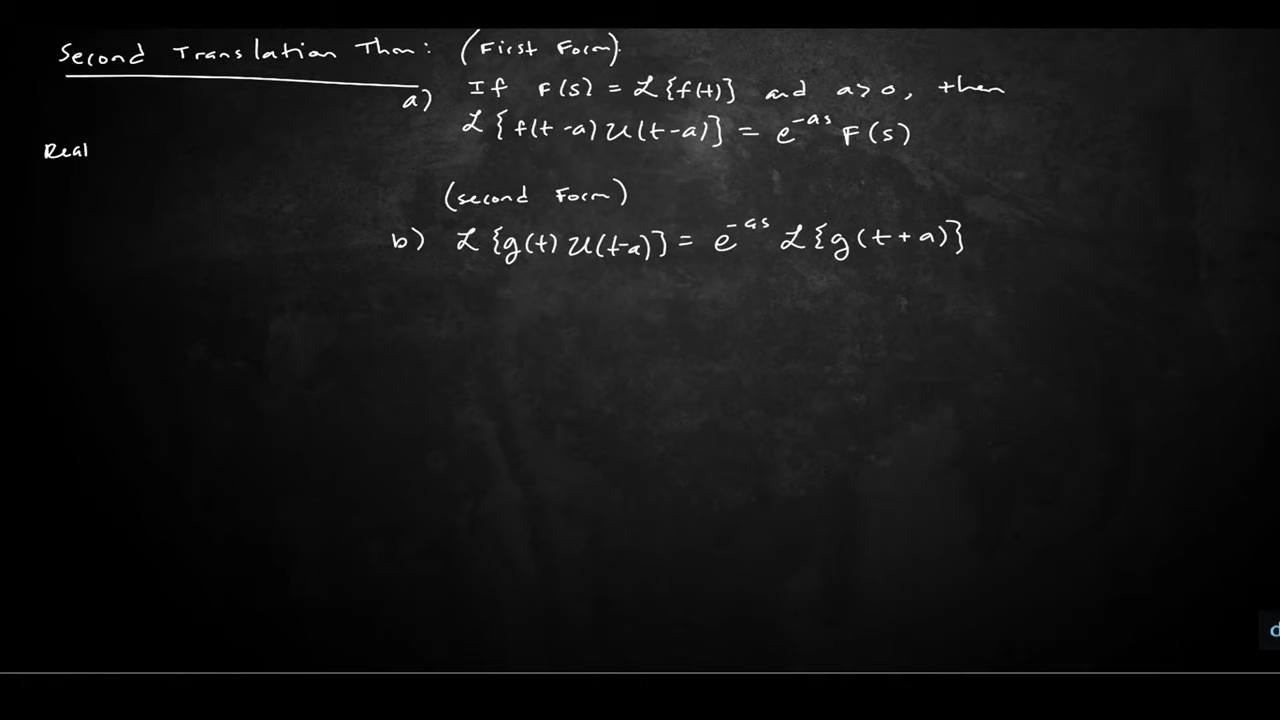 Second Translation Thm: (First Form)
a) If F(s) = ℒ{f(t)} and a>0, then
ℒ{f(t-a)𝒰(t-a)} = e^{-as} F(s)
Real
(second Form)
b) ℒ{g(t) 𝒰(t-a)} = e^{-as} ℒ{g(t+a)}